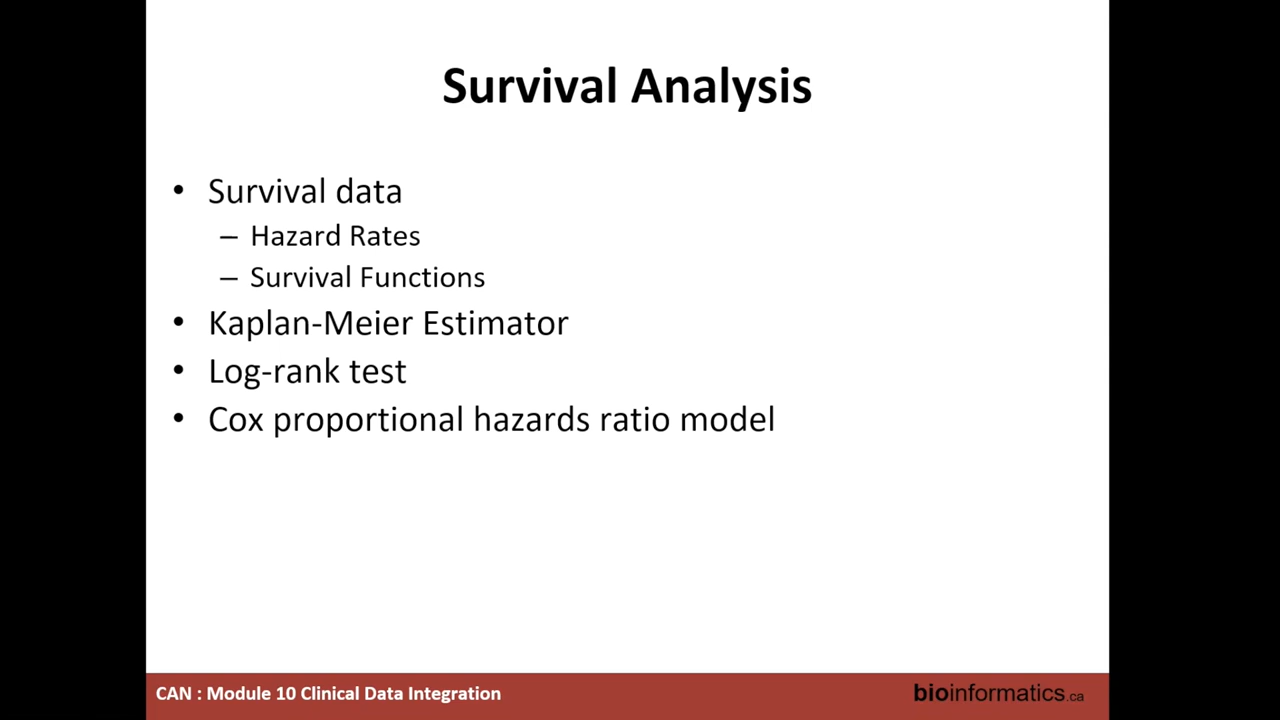 Survival Analysis
• Survival data
– Hazard Rates
– Survival Functions
• Kaplan-Meier Estimator
• Log-rank test
• Cox proportional hazards ratio model
CAN : Module 10 Clinical Data Integration
bioinformatics.ca